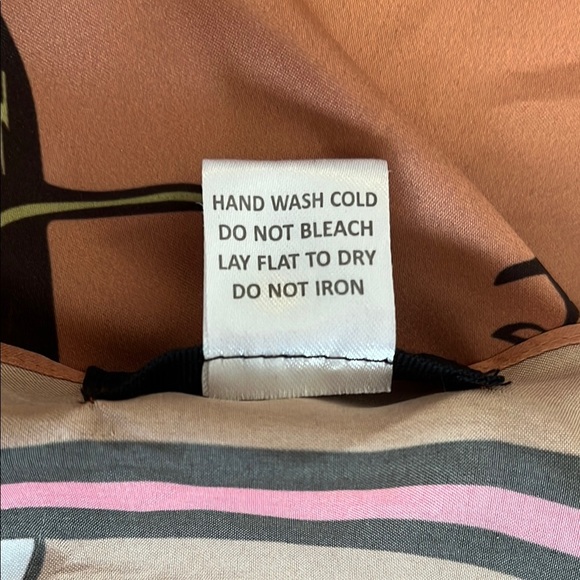 HAND WASH COLD
DO NOT BLEACH
LAY FLAT TO DRY
DO NOT IRON